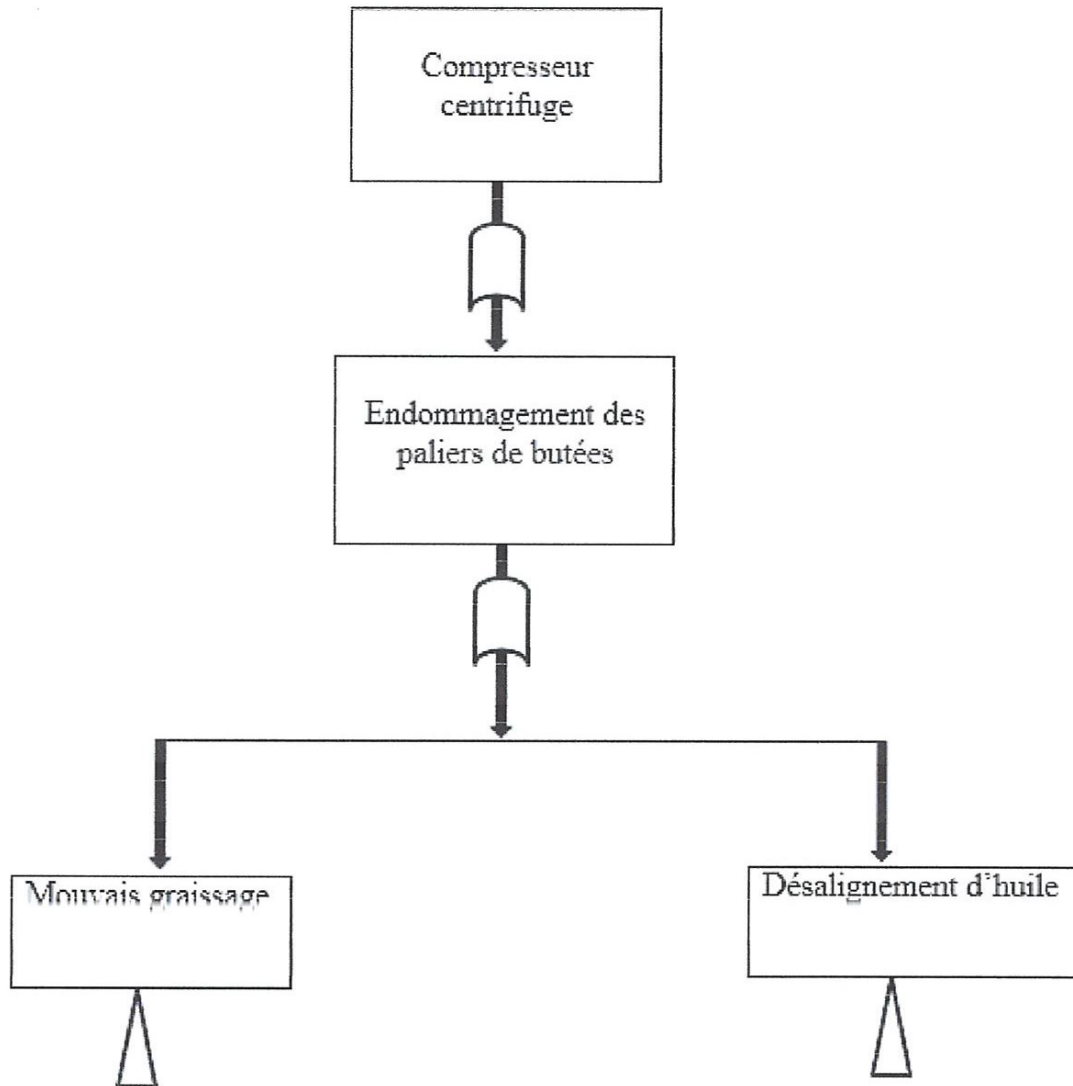 Compresseur
centrifuge
Endommagement des
paliers de butées
Mouvais graissage
Désalignement d'huile